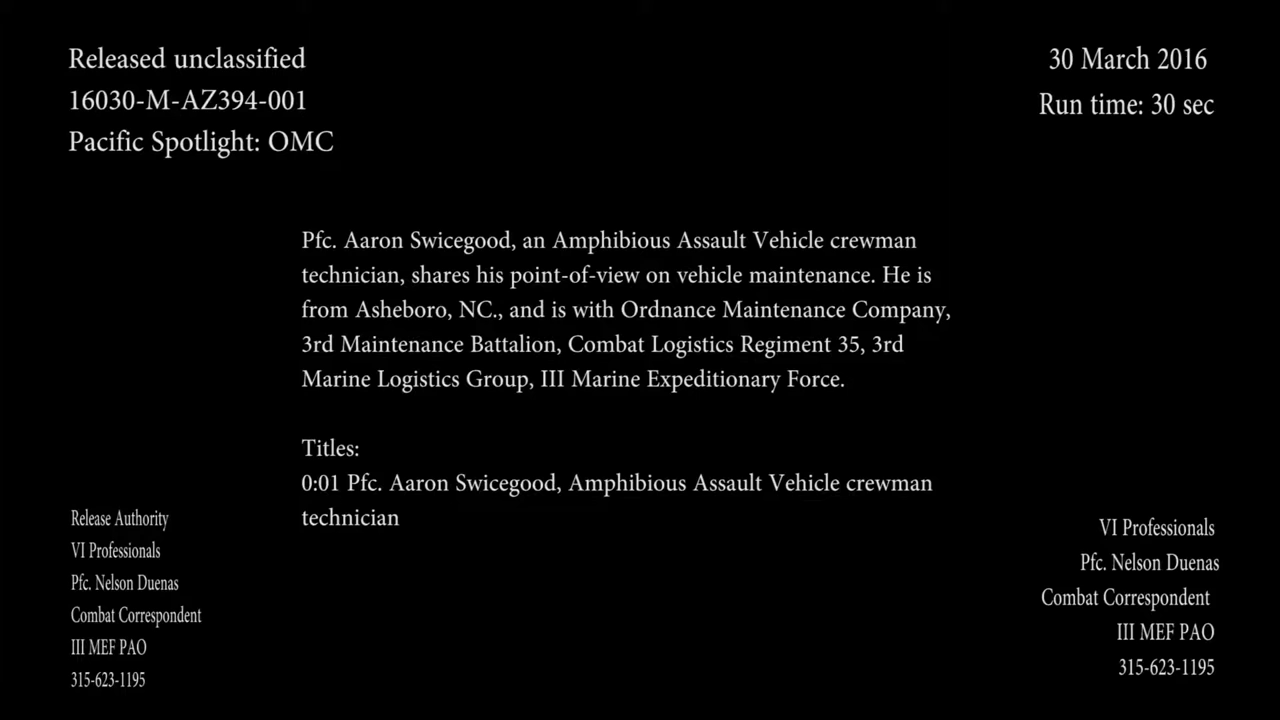 Released unclassified
16030-M-AZ394-001
Pacific Spotlight: OMC
30 March 2016
Run time: 30 sec
Pfc. Aaron Swicegood, an Amphibious Assault Vehicle crewman
technician, shares his point-of-view on vehicle maintenance. He is
from Asheboro, NC., and is with Ordnance Maintenance Company,
3rd Maintenance Battalion, Combat Logistics Regiment 35, 3rd
Marine Logistics Group, III Marine Expeditionary Force.
Titles:
0:01 Pfc. Aaron Swicegood, Amphibious Assault Vehicle crewman
technician
Release Authority
VI Professionals
Pfc. Nelson Duenas
Combat Correspondent
III MEF PAO
315-623-1195
VI Professionals
Pfc. Nelson Duenas
Combat Correspondent
III MEF PAO
315-623-1195